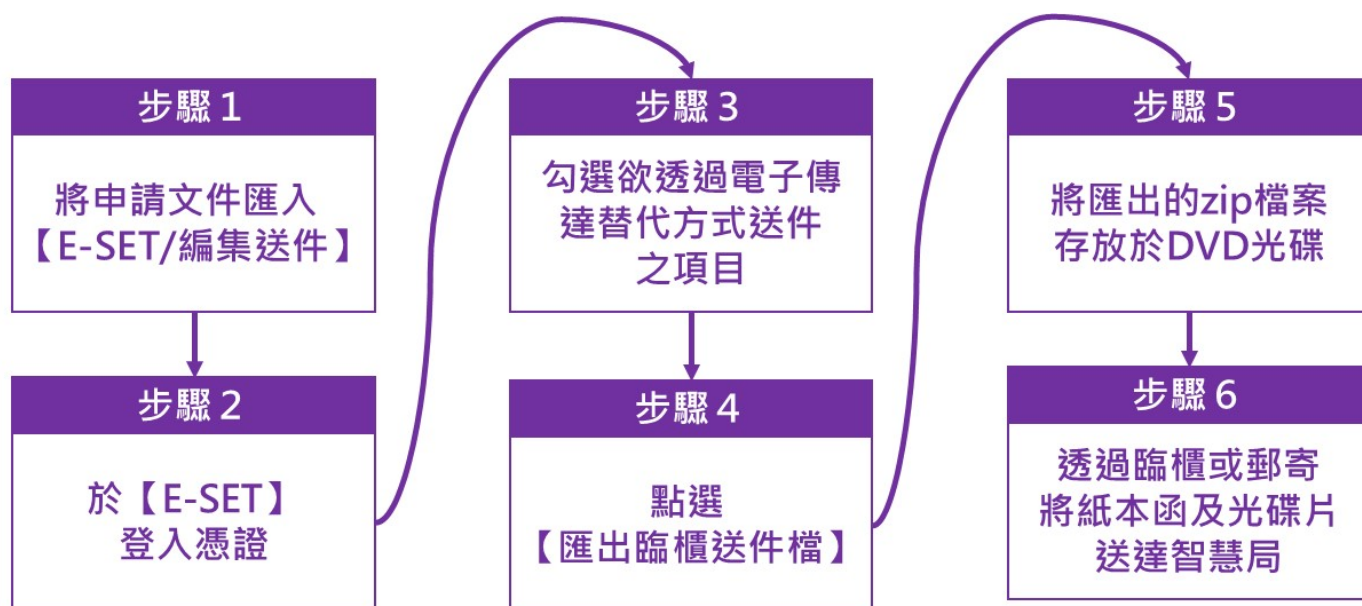 步驟1
將申請文件匯入
【E-SET/編集送件】
步驟2
於【E-SET】
登入憑證
步驟3
勾選欲透過電子傳
達替代方式送件
之項目
步驟4
點選
【匯出臨櫃送件檔】
步驟5
將匯出的zip檔案
存放於DVD光碟
步驟6
透過臨櫃或郵寄
將紙本函及光碟片
送達智慧局